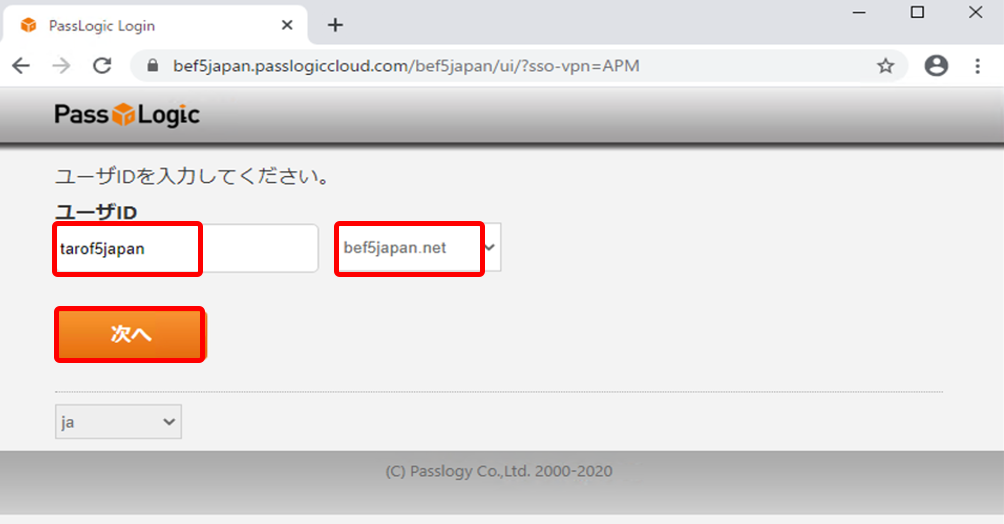 PassLogic Login
bef5japan.passlogiccloud.com/bef5japan/ui/?sso-vpn=APM
PassLogic
ユーザIDを入力してください。
ユーザID
tarof5japan bef5japan.net
次へ
ja
(C) Passlogy Co.,Ltd. 2000-2020